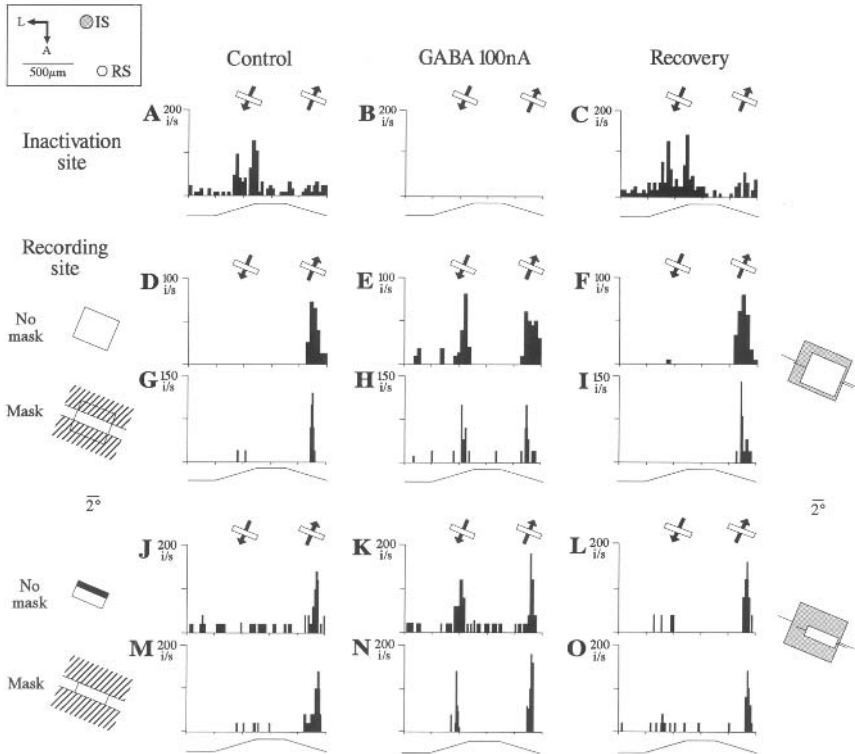 L IS
A
500μm RS
Control GABA 100nA Recovery
Inactivation site
A 200 i/s
B 200 i/s
C 200 i/s
Recording site
No mask
D 100 i/s
E 100 i/s
F 100 i/s
Mask
G 150 i/s
H 150 i/s
I 150 i/s
2° 2°
No mask
J 200 i/s
K 200 i/s
L 200 i/s
Mask
M 200 i/s
N 200 i/s
O 200 i/s